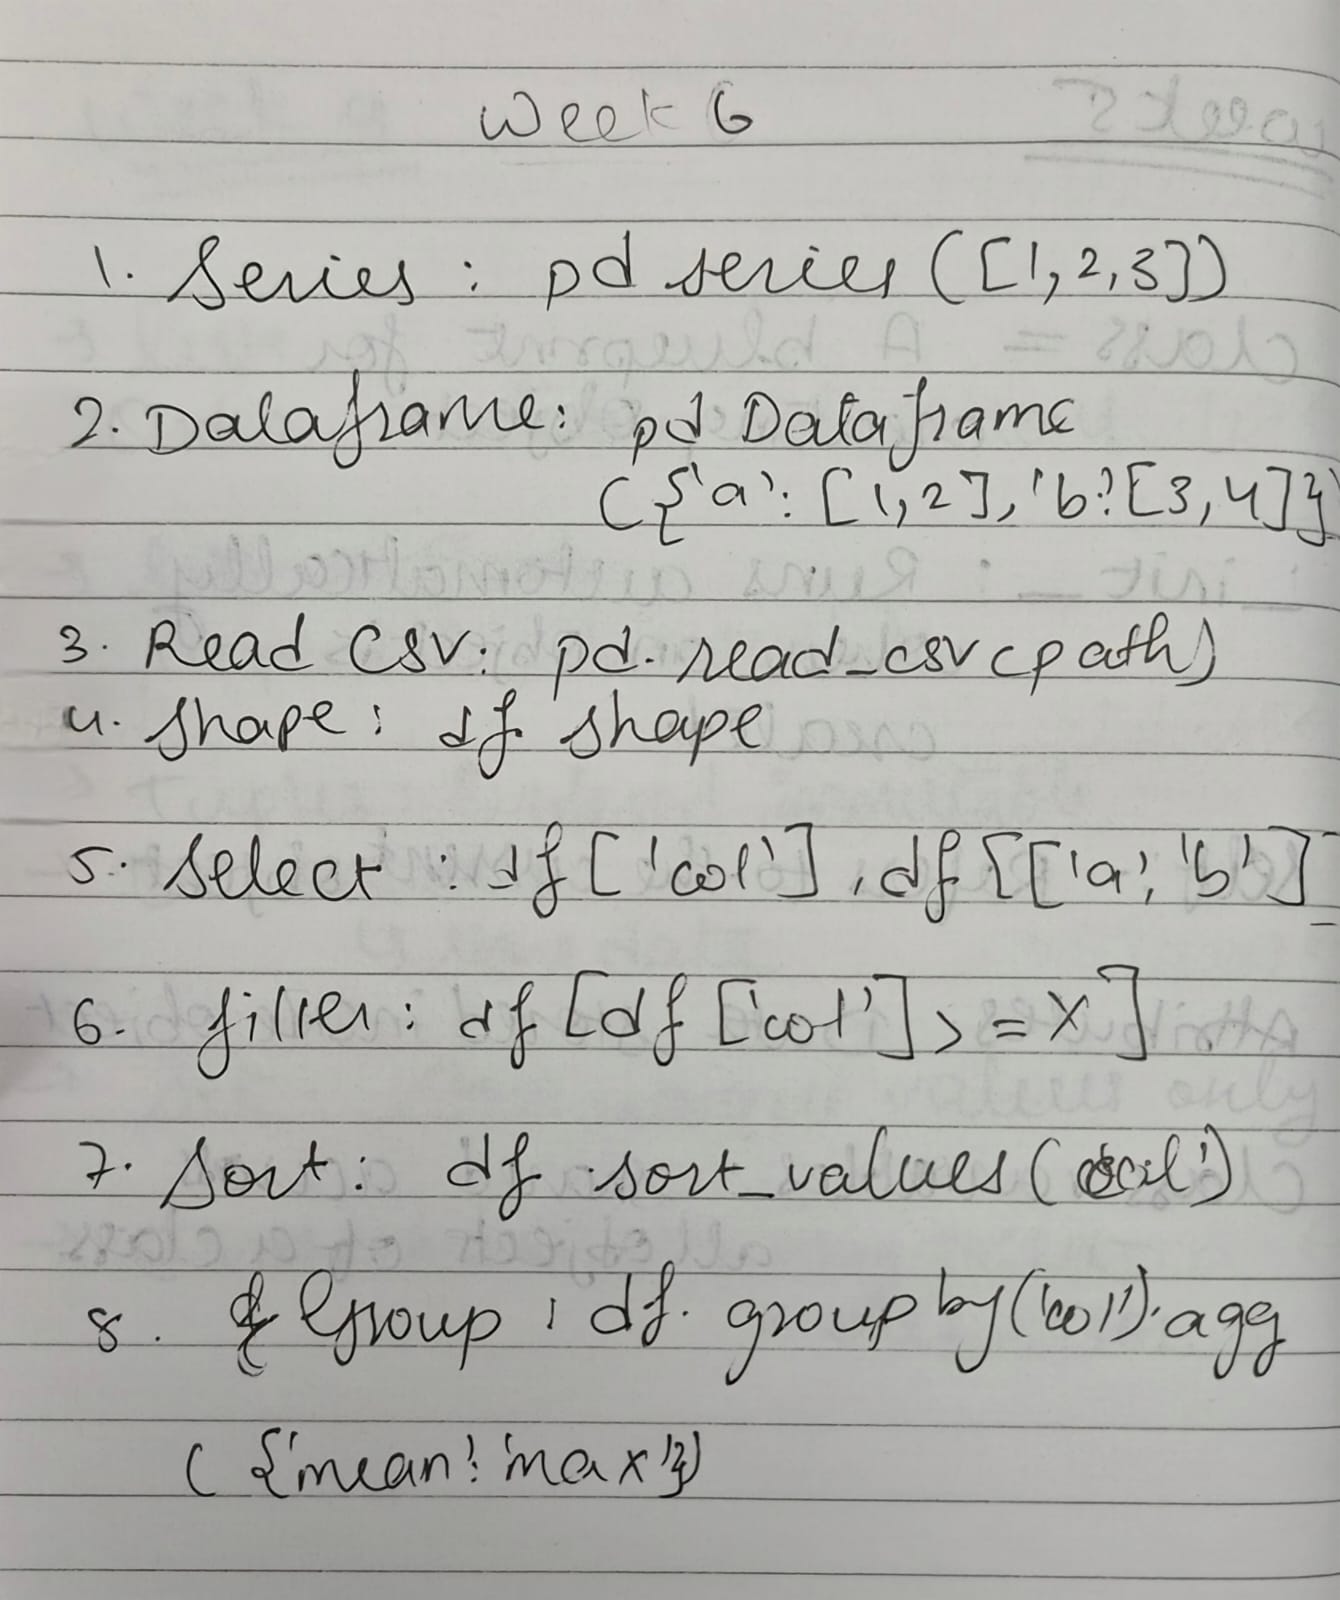 Week 6
1. Series : pd series ([1,2,3])
2. Dataframe: pd Dataframe
({'a': [1,2], 'b': [3,4]}
3. Read CSV: pd. read_csv (path)
4. Shape : df. shape
5. Select : df ['col'] , df [['a', 'b']
6. filter : df [df ['col'] >= X]
7. Sort : df .sort_values ('col')
8. Group : df. groupby('col').agg
({'mean': 'max'})